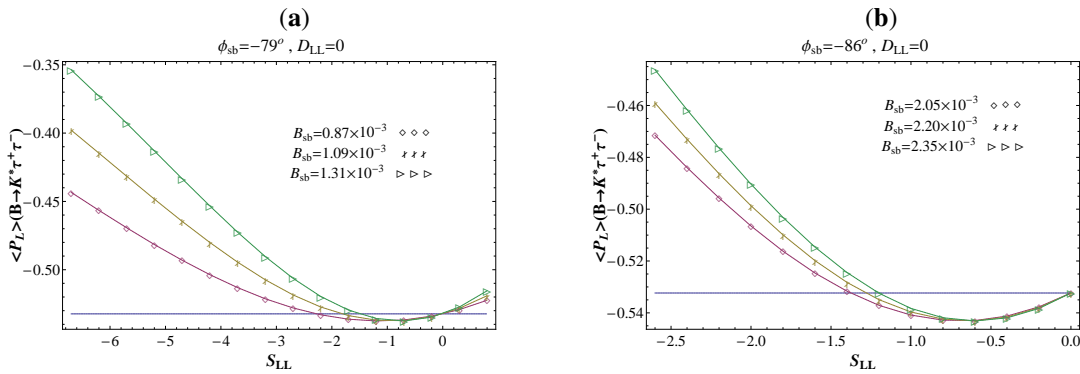 (a)
ϕsb=−79o , DLL=0
<PL>(B→K*τ+τ−)
−0.35
−0.40
−0.45
−0.50
Bsb=0.87×10−3
Bsb=1.09×10−3
Bsb=1.31×10−3
−6 −5 −4 −3 −2 −1 0
SLL
(b)
ϕsb=−86o , DLL=0
<PL>(B→K*τ+τ−)
−0.46
−0.48
−0.50
−0.52
−0.54
Bsb=2.05×10−3
Bsb=2.20×10−3
Bsb=2.35×10−3
−2.5 −2.0 −1.5 −1.0 −0.5 0.0
SLL